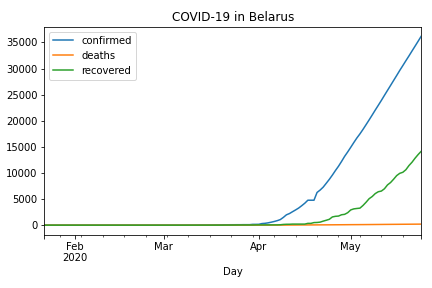 COVID-19 in Belarus
confirmed
deaths
recovered
35000
30000
25000
20000
15000
10000
5000
0
Feb Mar Apr May
2020
Day